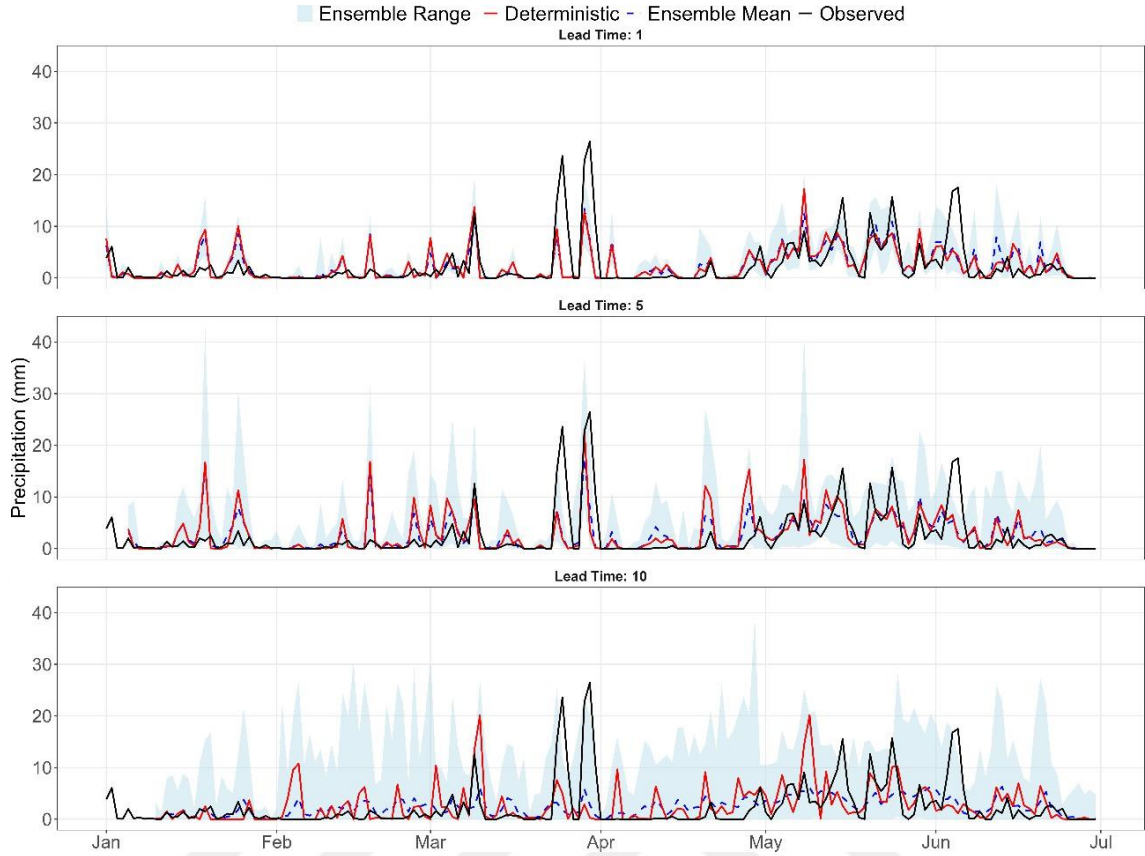 Ensemble Range Deterministic Ensemble Mean Observed
Lead Time: 1
40
30
20
10
0
Lead Time: 5
40
30
20
10
0
Precipitation (mm)
Lead Time: 10
40
30
20
10
0
Jan Feb Mar Apr May Jun Jul